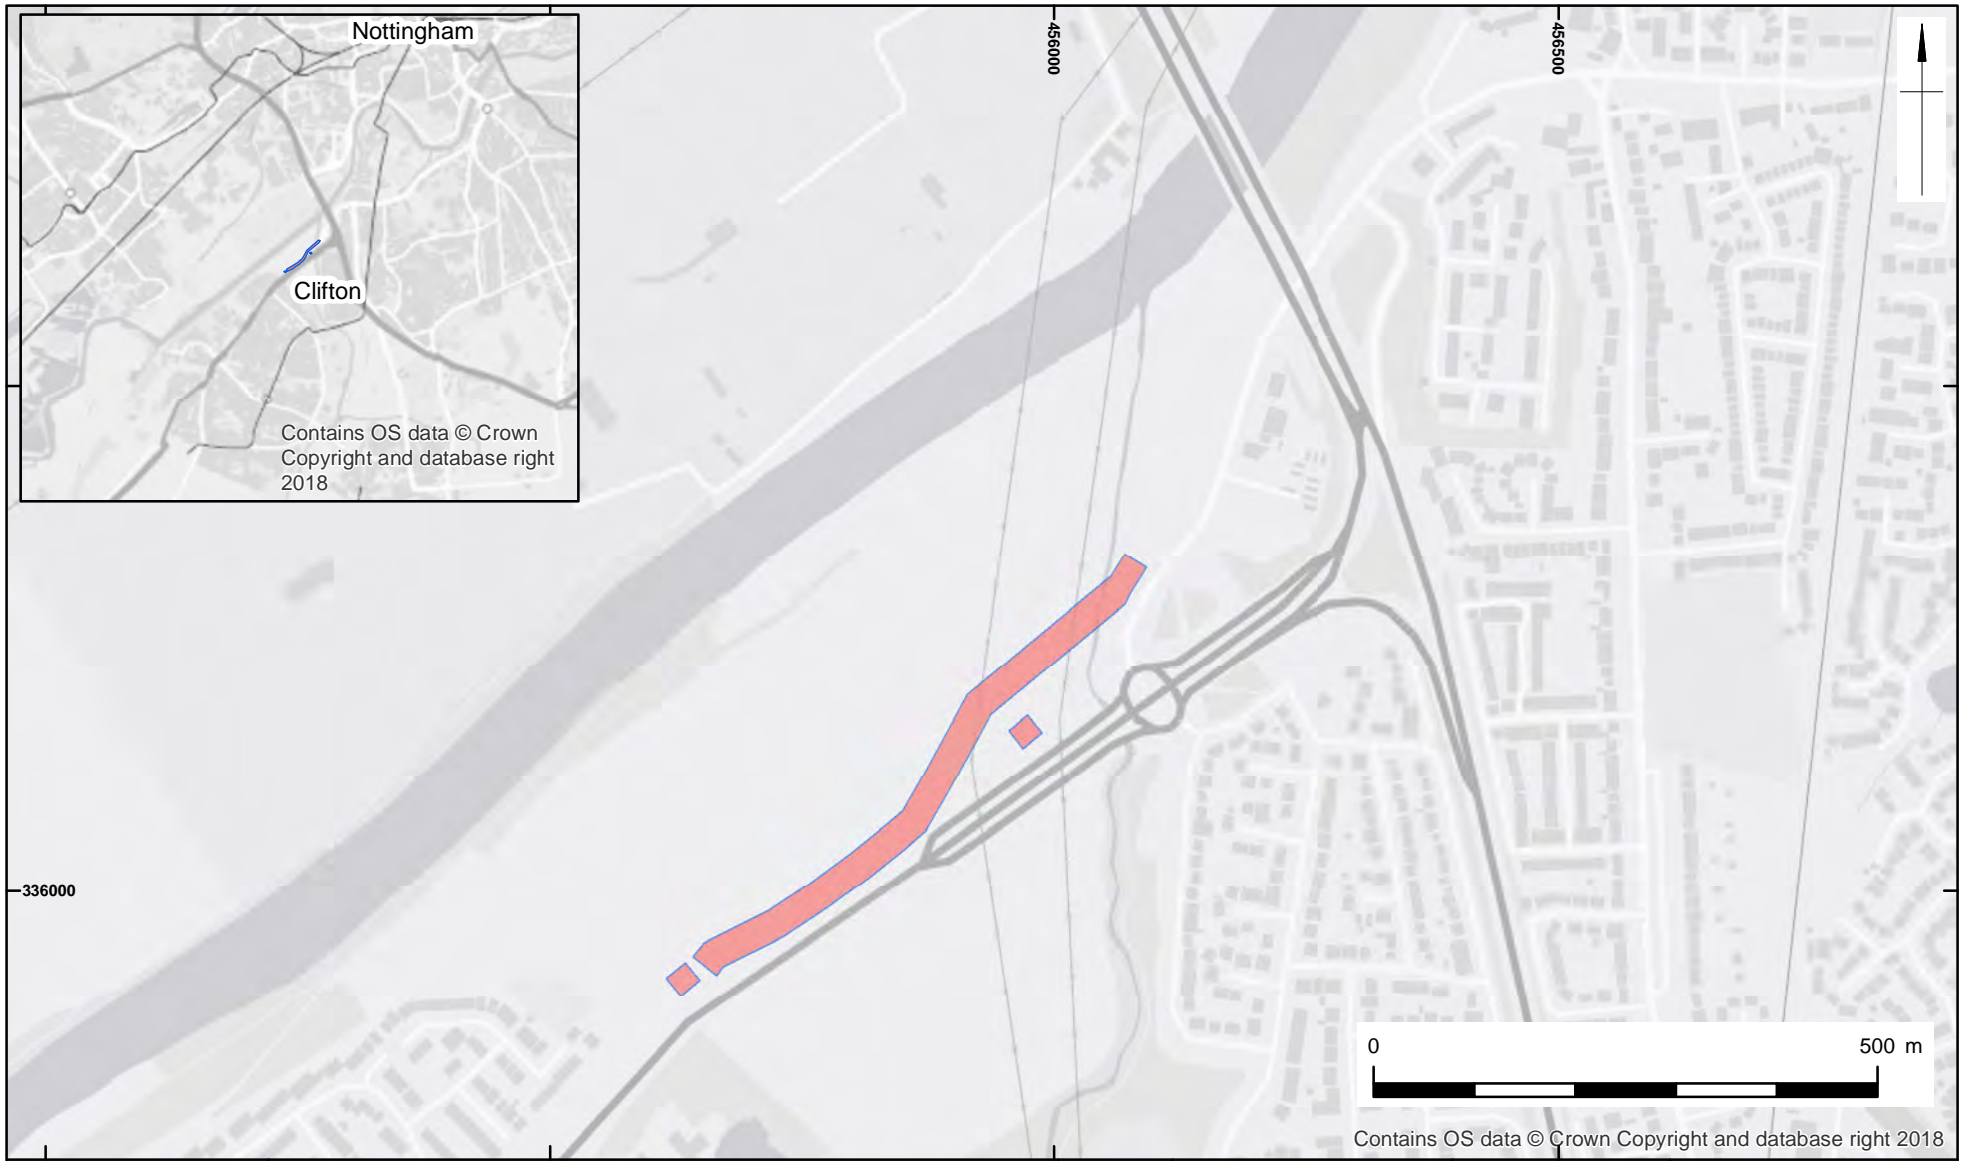 Nottingham
Clifton
Contains OS data © Crown
Copyright and database right
2018
456000
456500
336000
0
500 m
Contains OS data © Crown Copyright and database right 2018